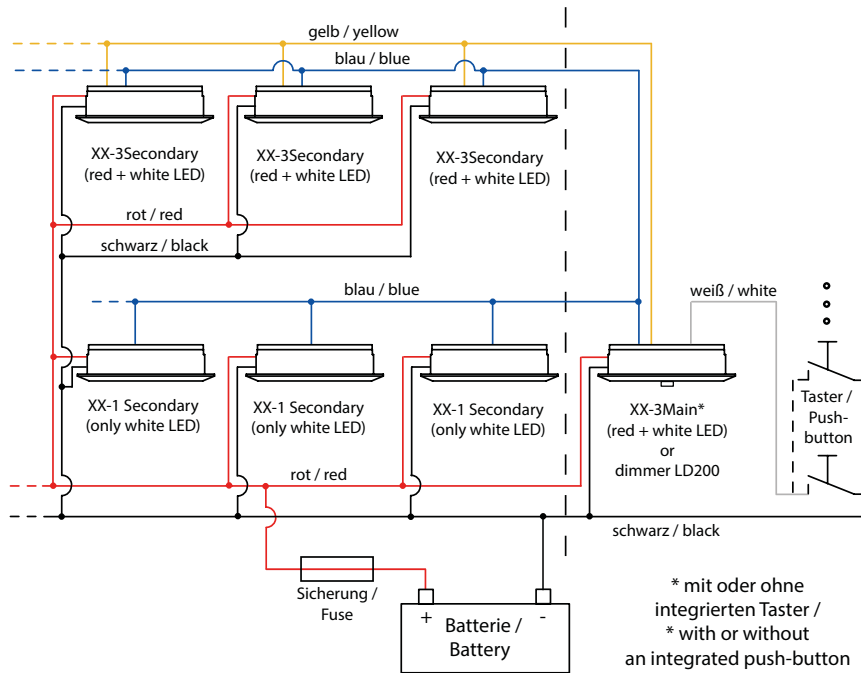 gelb / yellow
blau / blue
XX-3Secondary
(red + white LED)
XX-3Secondary
(red + white LED)
XX-3Secondary
(red + white LED)
rot / red
schwarz / black
blau / blue
weiß / white
XX-1 Secondary
(only white LED)
XX-1 Secondary
(only white LED)
XX-1 Secondary
(only white LED)
XX-3Main*
(red + white LED)
or
dimmer LD200
Taster /
Push-
button
rot / red
schwarz / black
Sicherung /
Fuse
+
-
Batterie /
Battery
* mit oder ohne
integrierten Taster /
* with or without
an integrated push-button